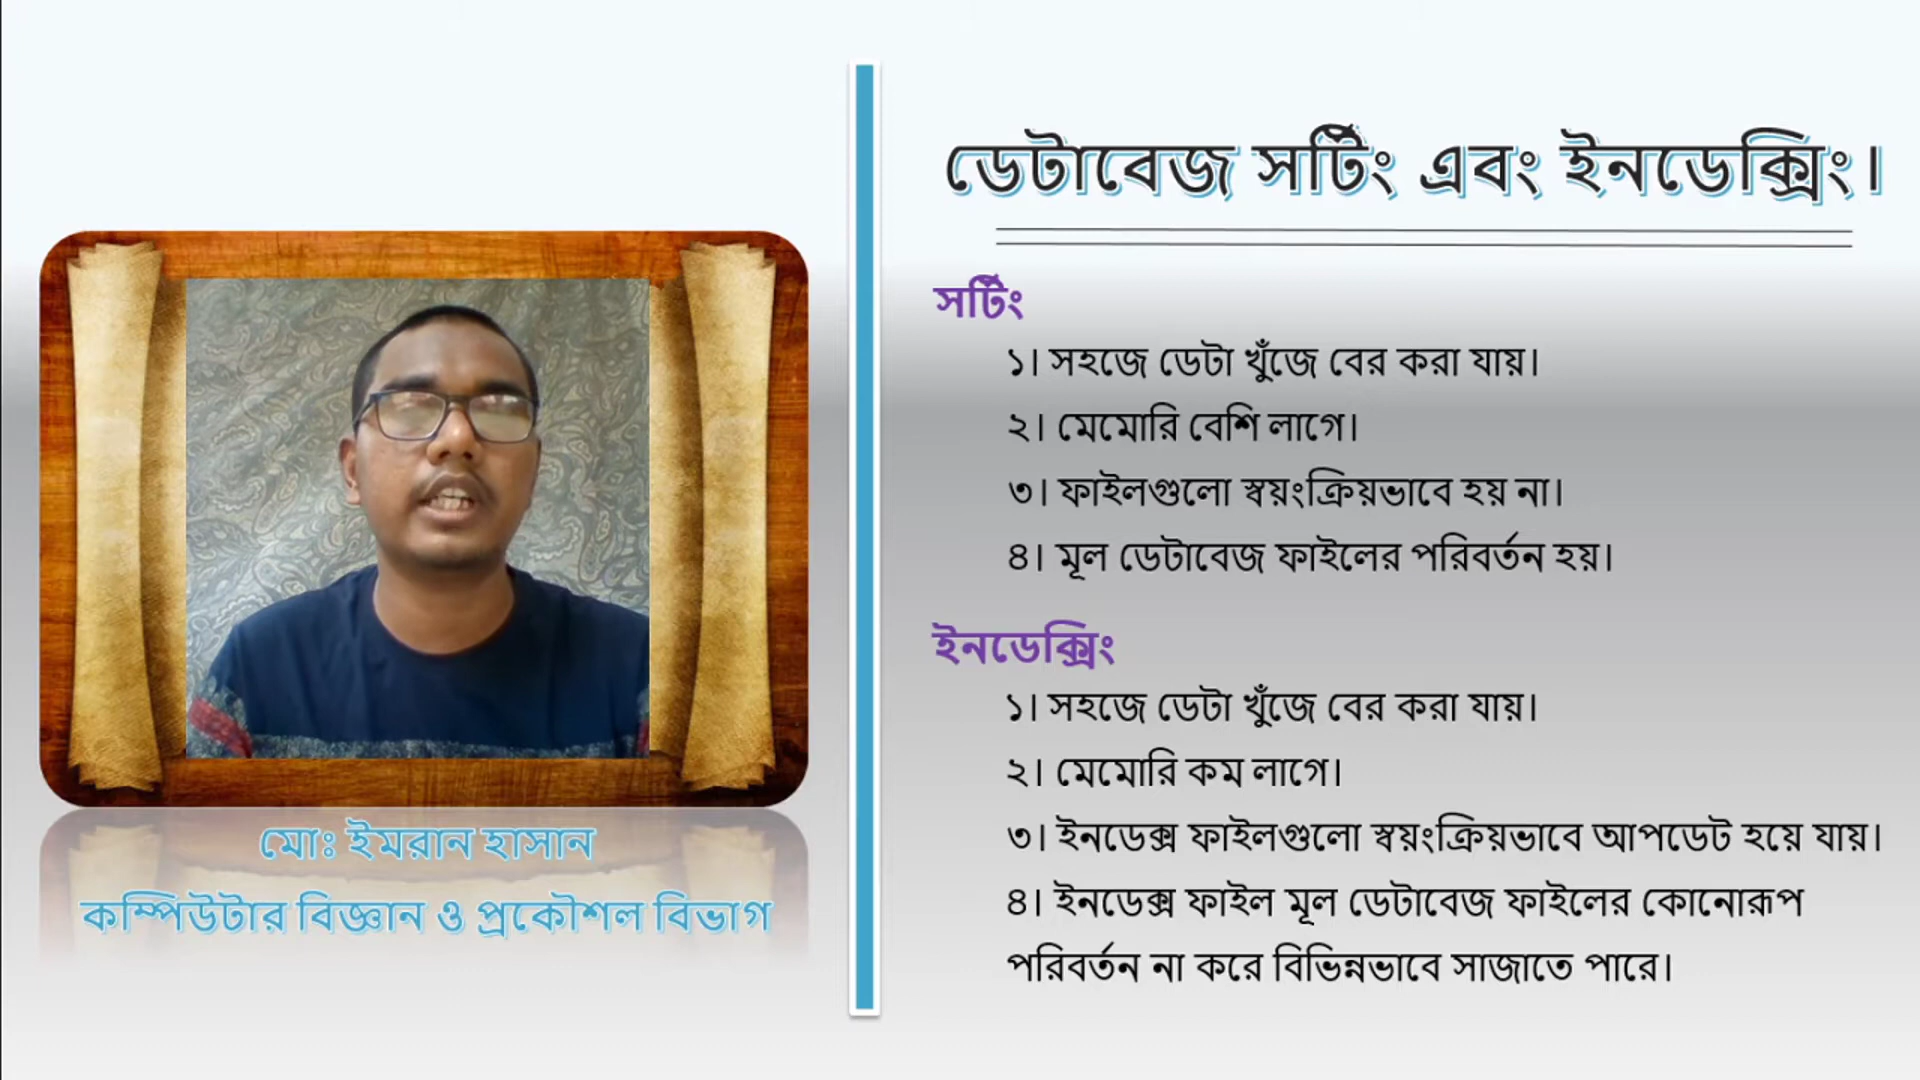 ডেটাবেজ সর্টিং এবং ইনডেক্সিং।
সর্টিং
১। সহজে ডেটা খুঁজে বের করা যায়।
২। মেমোরি বেশি লাগে।
৩। ফাইলগুলো স্বয়ংক্রিয়ভাবে হয় না।
৪। মূল ডেটাবেজ ফাইলের পরিবর্তন হয়।
ইনডেক্সিং
১। সহজে ডেটা খুঁজে বের করা যায়।
২। মেমোরি কম লাগে।
৩। ইনডেক্স ফাইলগুলো স্বয়ংক্রিয়ভাবে আপডেট হয়ে যায়।
৪। ইনডেক্স ফাইল মূল ডেটাবেজ ফাইলের কোনোরূপ
পরিবর্তন না করে বিভিন্নভাবে সাজাতে পারে।
মোঃ ইমরান হাসান
কম্পিউটার বিজ্ঞান ও প্রকৌশল বিভাগ